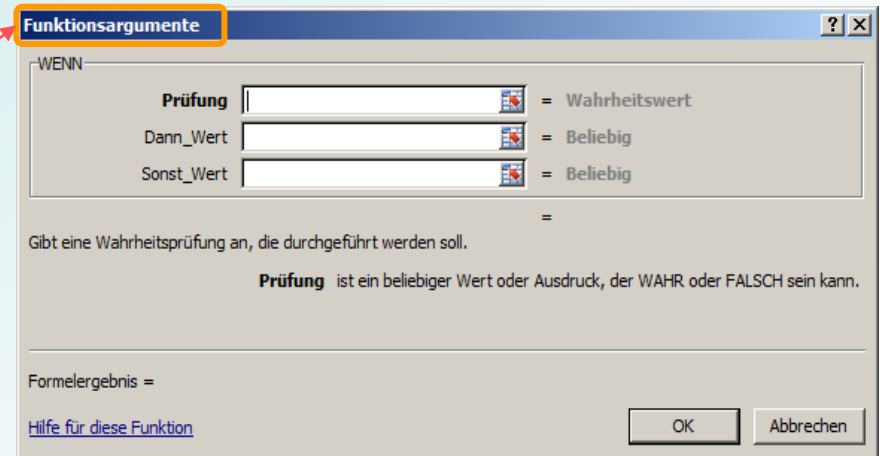 Funktionsargumente
WENN
Prüfung = Wahrheitswert
Dann_Wert = Beliebig
Sonst_Wert = Beliebig
=
Gibt eine Wahrheitsprüfung an, die durchgeführt werden soll.
Prüfung ist ein beliebiger Wert oder Ausdruck, der WAHR oder FALSCH sein kann.
Formelergebnis =
Hilfe für diese Funktion OK Abbrechen